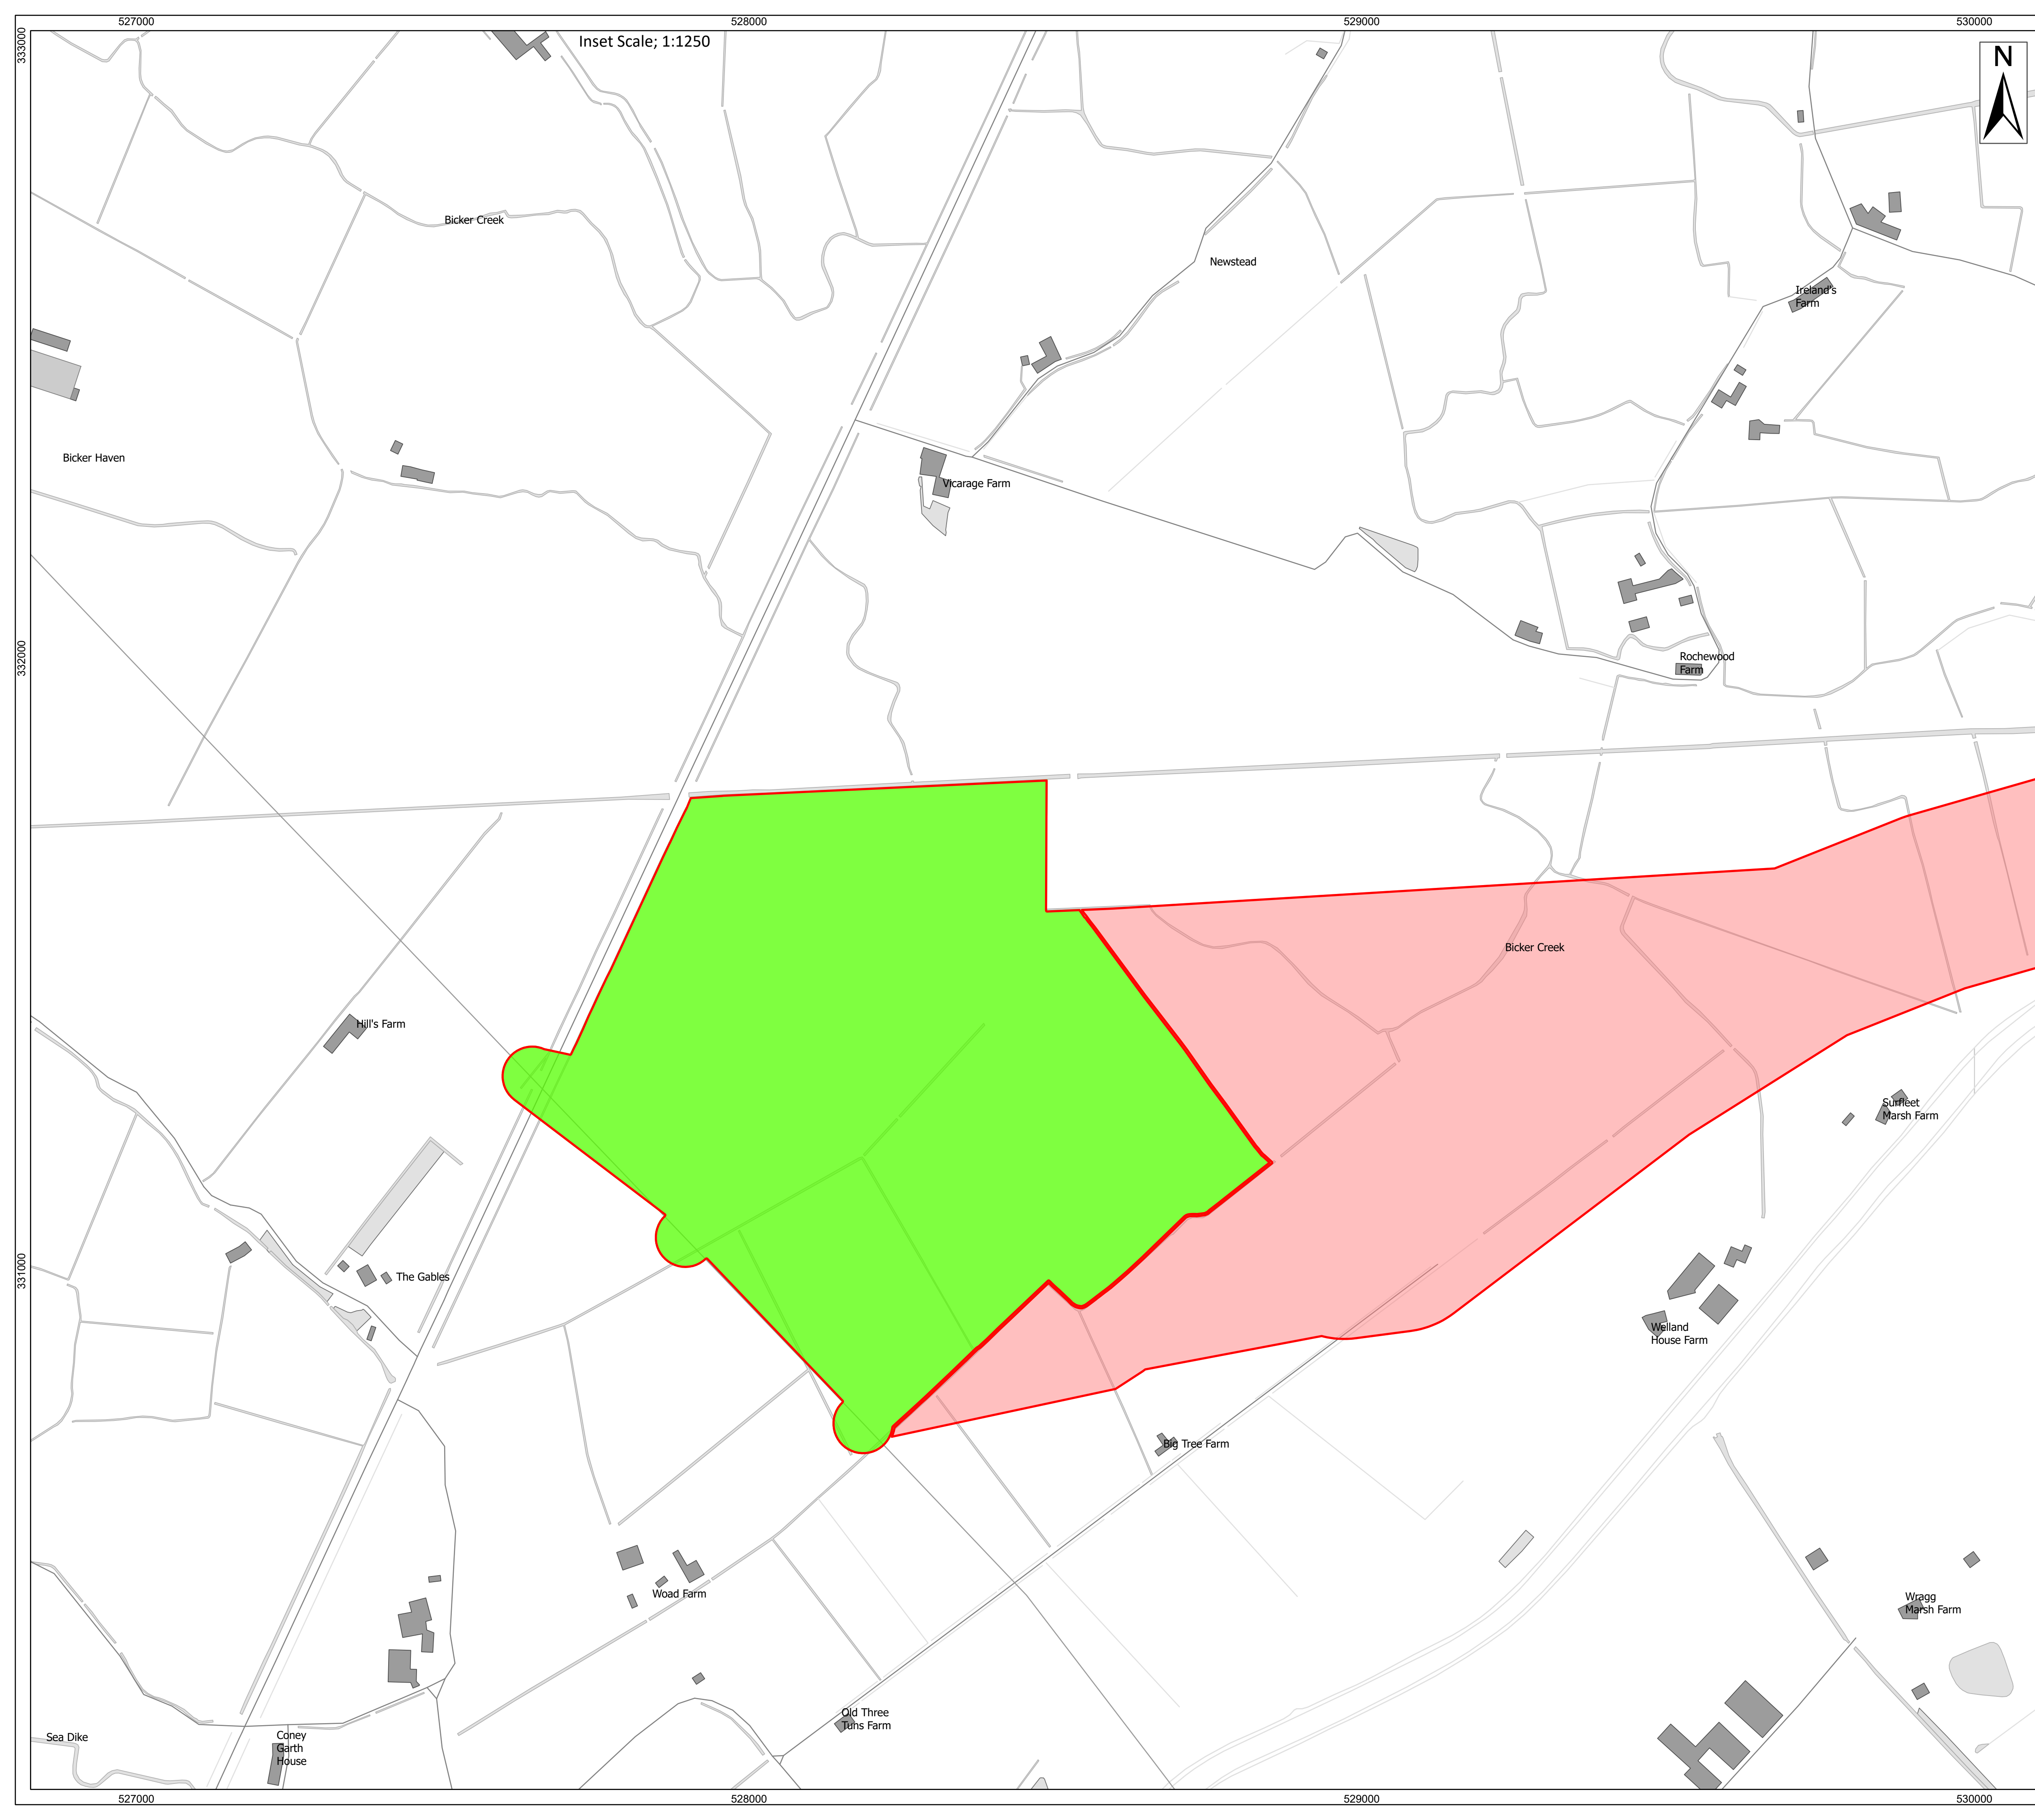 527000
528000
529000
530000
333000
Inset Scale; 1:1250
N
Bicker Creek
Newstead
Ireland's
Farm
Bicker Haven
Vicarage Farm
332000
Rochewood
Farm
Bicker Creek
Hill's Farm
Surfleet
Marsh Farm
331000
The Gables
Welland
House Farm
Big Tree Farm
Woad Farm
Wragg
Marsh Farm
Old Three
Tuns Farm
Sea Dike
Coney
Garth
House
527000
528000
529000
530000